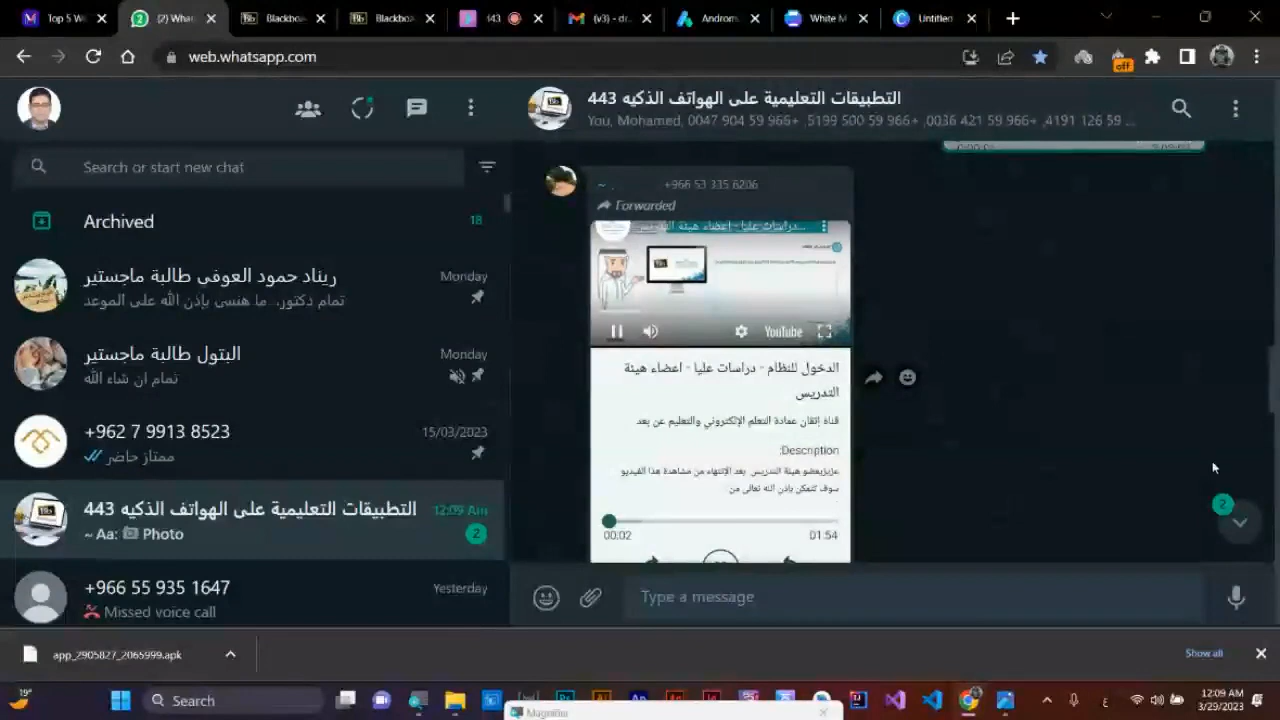 Top 5 W
(2) What
Blackboa
Blackboa
443
(v3) - dr.
Androm
White M
Untitled
web.whatsapp.com
off
التطبيقات التعليمية على الهواتف الذكيه 443
You, Mohamed, 0047 904 59 966+ ,5199 500 59 966+ ,0036 421 59 966+ ,4191 126 59 ...
Search or start new chat
Archived
18
ريناد حمود العوفي طالبة ماجستير
Monday
تمام دكتور.. ما هنسى بإذن الله على الموعد
البتول طالبة ماجستير
Monday
تمام ان شاء الله
+962 7 9913 8523
15/03/2023
ممتاز حاضر
التطبيقات التعليمية على الهواتف الذكيه 443
12:09 AM
~ Aa: Photo
2
+966 55 935 1647
Yesterday
Missed voice call
~ .
+966 53 335 6206
Forwarded
دراسات عليا - اعضاء هيئة التدريس...
YouTube
الدخول للنظام - دراسات عليا - اعضاء هيئة
التدريس
قناة إتقان عمادة التعلم الإلكتروني والتعليم عن بعد
Description:
عزيزي عضو هيئة التدريس بعد الإنتهاء من مشاهدة هذا الفيديو
سوف تتمكن بإذن الله تعالى من:
00:02
01:54
2
Type a message
app_2905827_2065999.apk
Show all
19°
Search
12:09 AM
3/29/2023
Magnifier